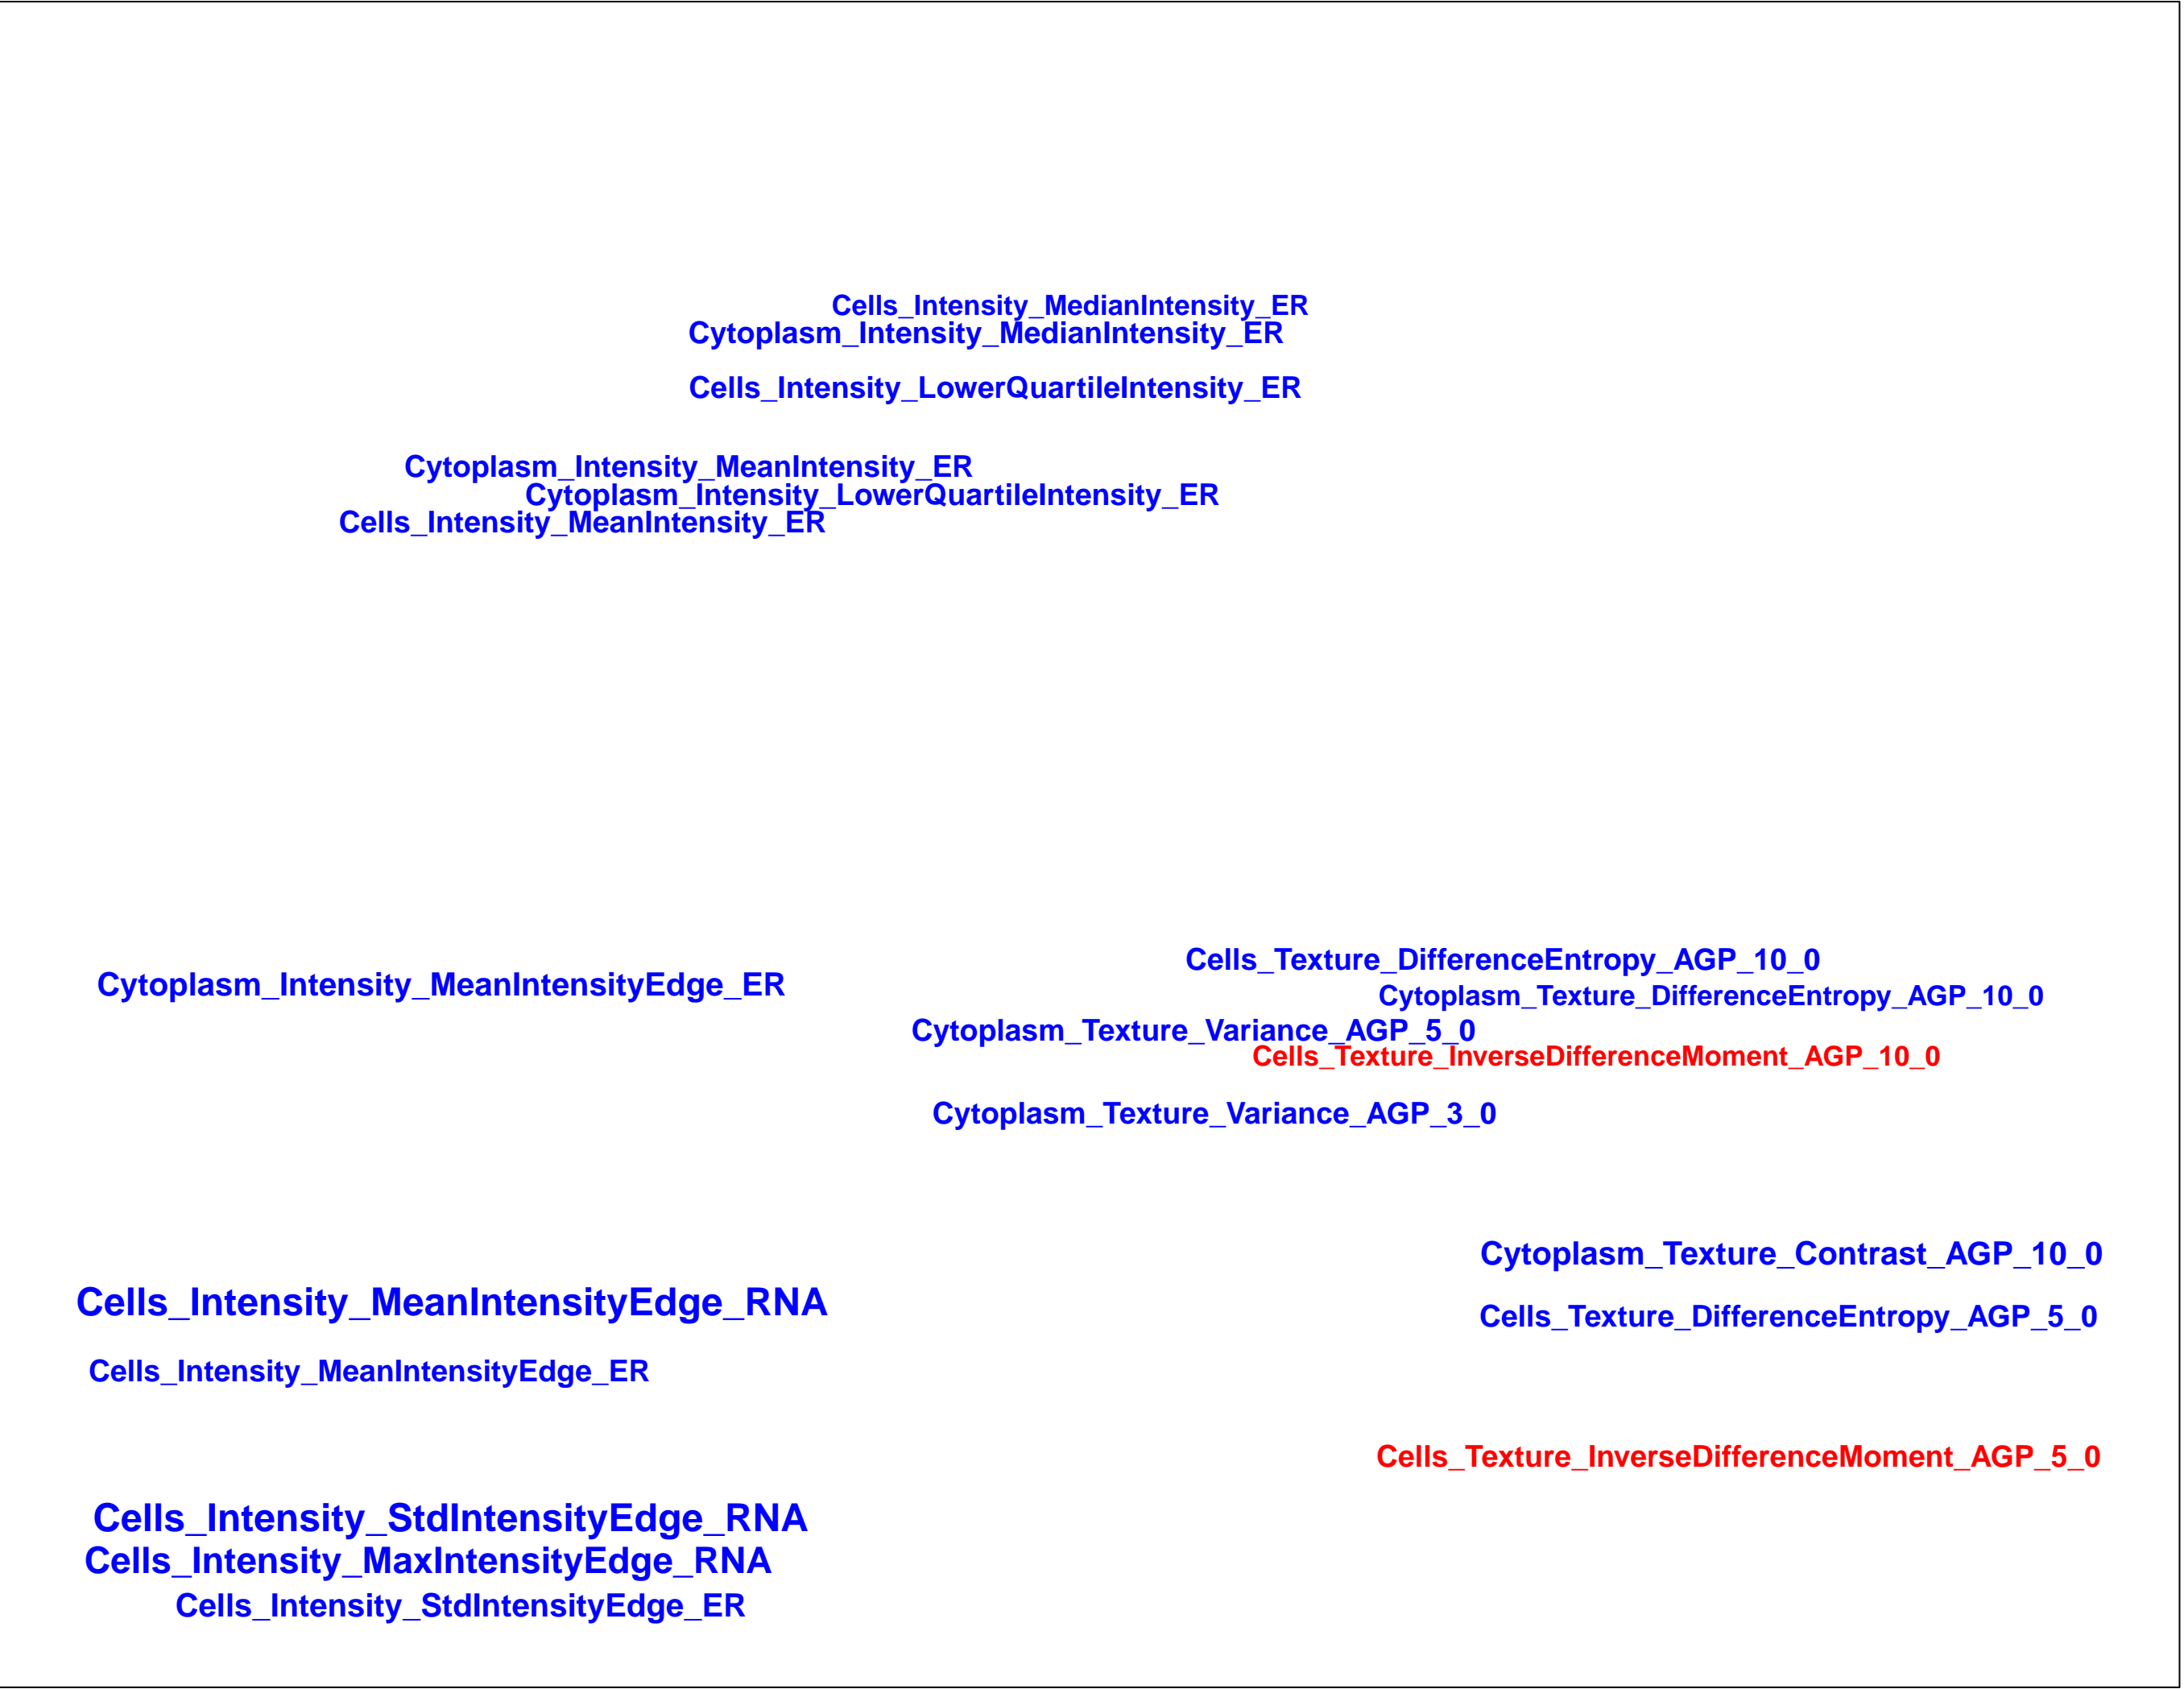 Cells_Intensity_MedianIntensity_ER
Cytoplasm_Intensity_MedianIntensity_ER
Cells_Intensity_LowerQuartileIntensity_ER
Cytoplasm_Intensity_MeanIntensity_ER
Cytoplasm_Intensity_LowerQuartileIntensity_ER
Cells_Intensity_MeanIntensity_ER
Cells_Texture_DifferenceEntropy_AGP_10_0
Cytoplasm_Intensity_MeanIntensityEdge_ER
Cytoplasm_Texture_DifferenceEntropy_AGP_10_0
Cytoplasm_Texture_Variance_AGP_5_0
Cells_Texture_InverseDifferenceMoment_AGP_10_0
Cytoplasm_Texture_Variance_AGP_3_0
Cytoplasm_Texture_Contrast_AGP_10_0
Cells_Intensity_MeanIntensityEdge_RNA
Cells_Texture_DifferenceEntropy_AGP_5_0
Cells_Intensity_MeanIntensityEdge_ER
Cells_Texture_InverseDifferenceMoment_AGP_5_0
Cells_Intensity_StdIntensityEdge_RNA
Cells_Intensity_MaxIntensityEdge_RNA
Cells_Intensity_StdIntensityEdge_ER